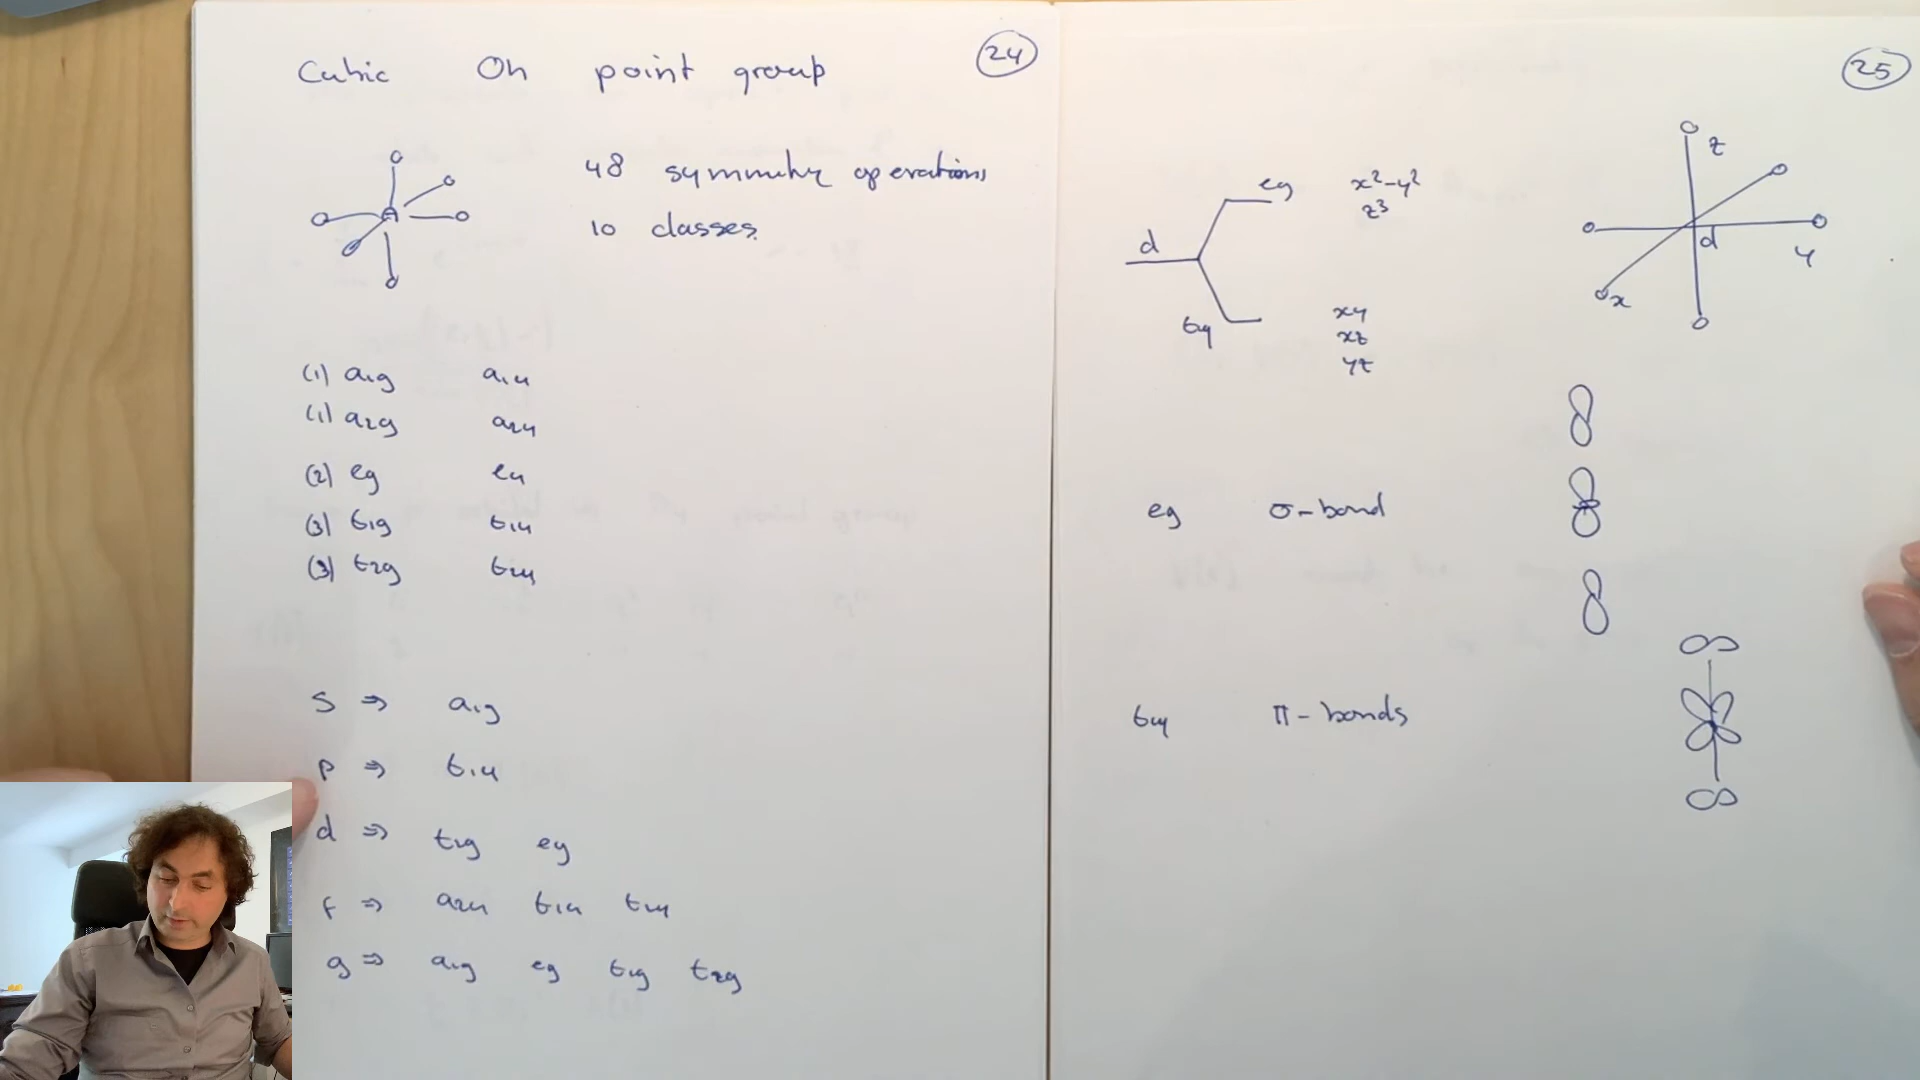 24
Cubic Oh point group
48 symmetry operations
10 classes.
(1) a1g a1u
(1) a2g a2u
(2) eg eu
(3) t1g t1u
(3) t2g t2u
S ⇒ a1g
p ⇒ t1u
d ⇒ t2g eg
f ⇒ a2u t1u t2u
g ⇒ a1g eg t1g t2g
25
d
eg x²-y²
z³
t2g xy
xz
yz
z
d
y
x
eg σ-bond
t2g π-bonds